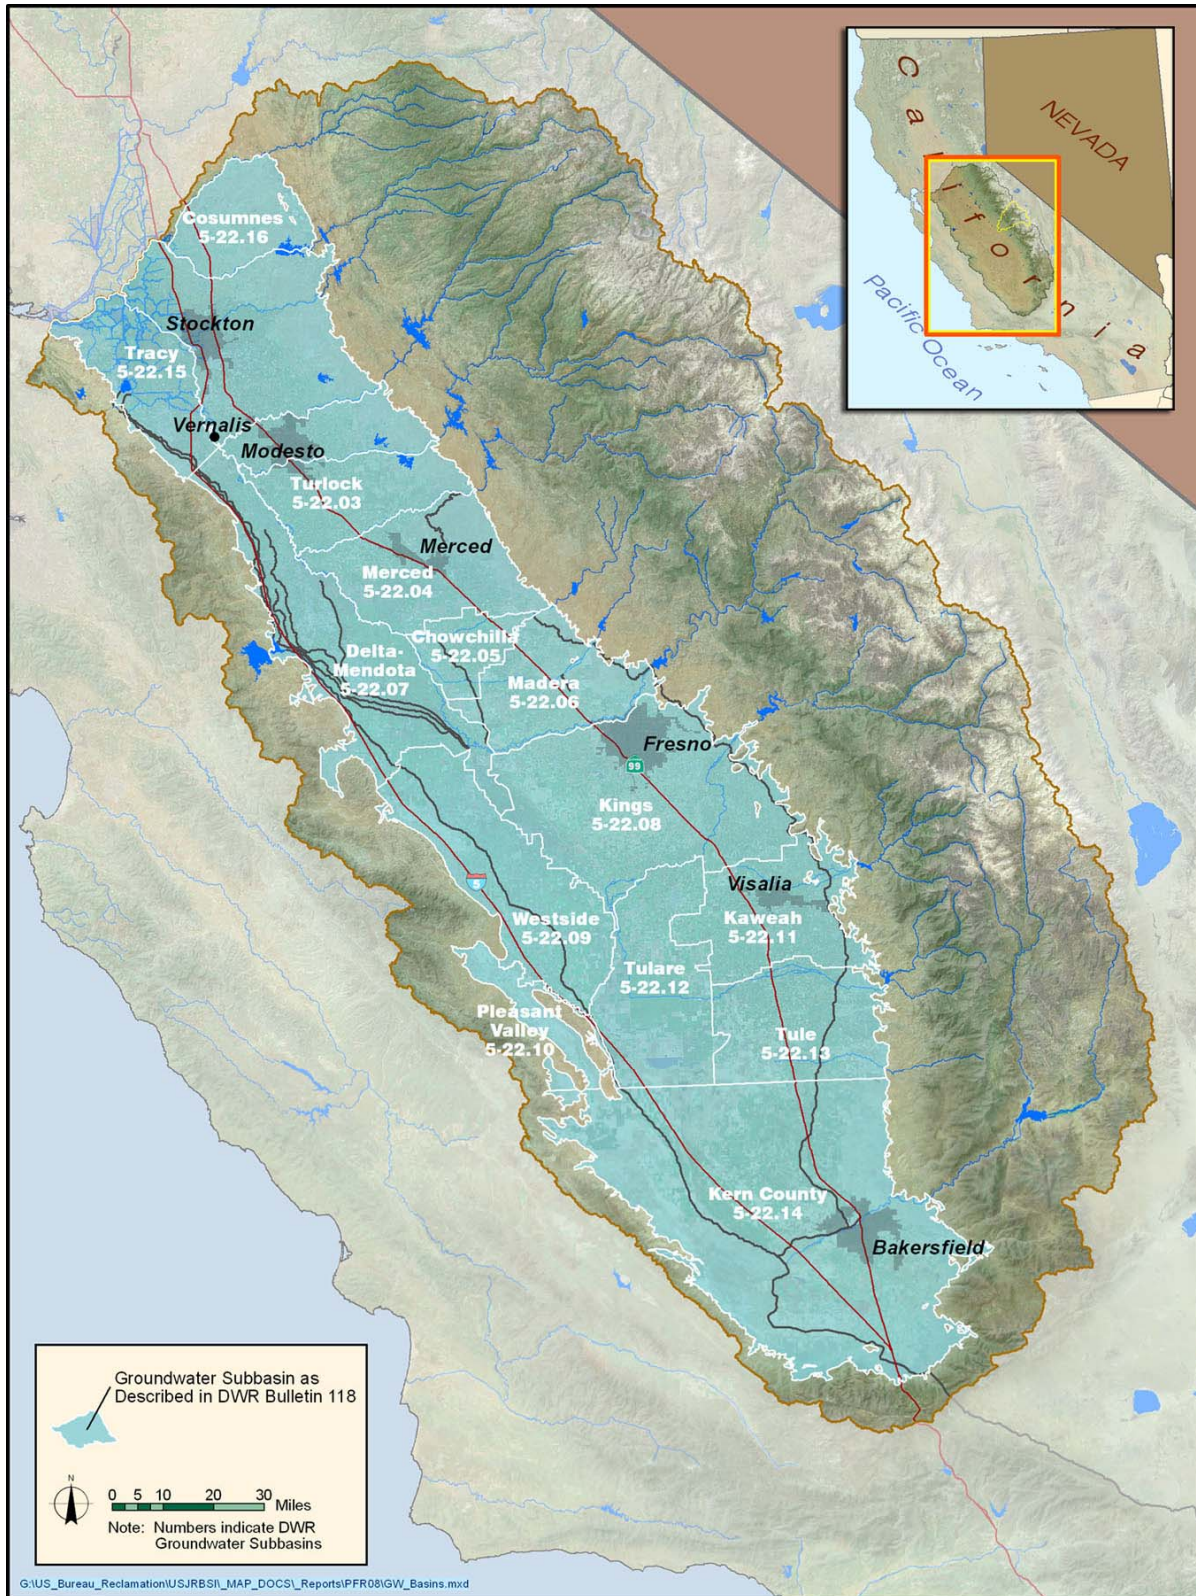 Cosumnes
5-22.16
Stockton
Tracy
5-22.15
Vernalis
Modesto
Turlock
5-22.03
Merced
Merced
5-22.04
Chowchilla
5-22.05
Delta-
Mendota
5-22.07
Madera
5-22.06
Fresno
99
Kings
5-22.08
5
Visalia
Westside
5-22.09
Kaweah
5-22.11
Tulare
5-22.12
Pleasant
Valley
5-22.10
Tule
5-22.13
Kern County
5-22.14
Bakersfield
California
NEVADA
Pacific Ocean
Groundwater Subbasin as
Described in DWR Bulletin 118
N
0 5 10 20 30
Miles
Note: Numbers indicate DWR
Groundwater Subbasins
G:\US_Bureau_Reclamation\USJRBSI\_MAP_DOCS\_Reports\PFR08\GW_Basins.mxd